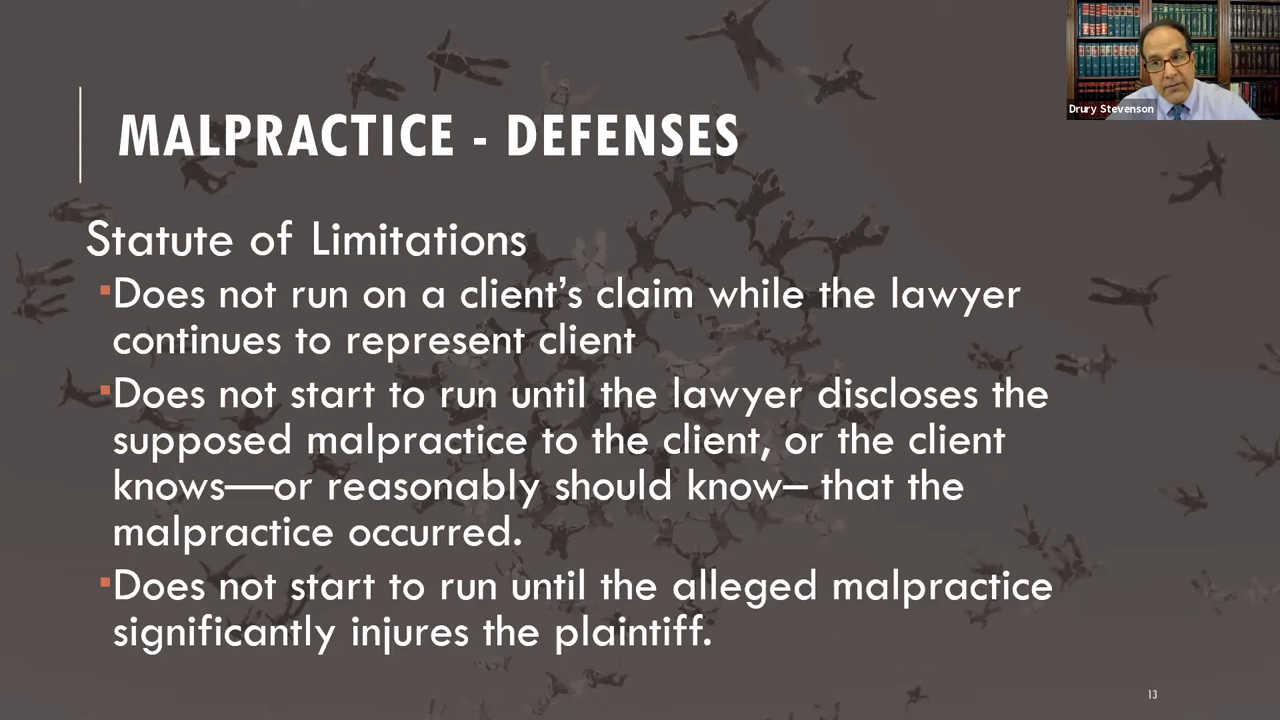 Drury Stevenson
MALPRACTICE - DEFENSES
Statute of Limitations
▪Does not run on a client’s claim while the lawyer
continues to represent client
▪Does not start to run until the lawyer discloses the
supposed malpractice to the client, or the client
knows—or reasonably should know– that the
malpractice occurred.
▪Does not start to run until the alleged malpractice
significantly injures the plaintiff.
13